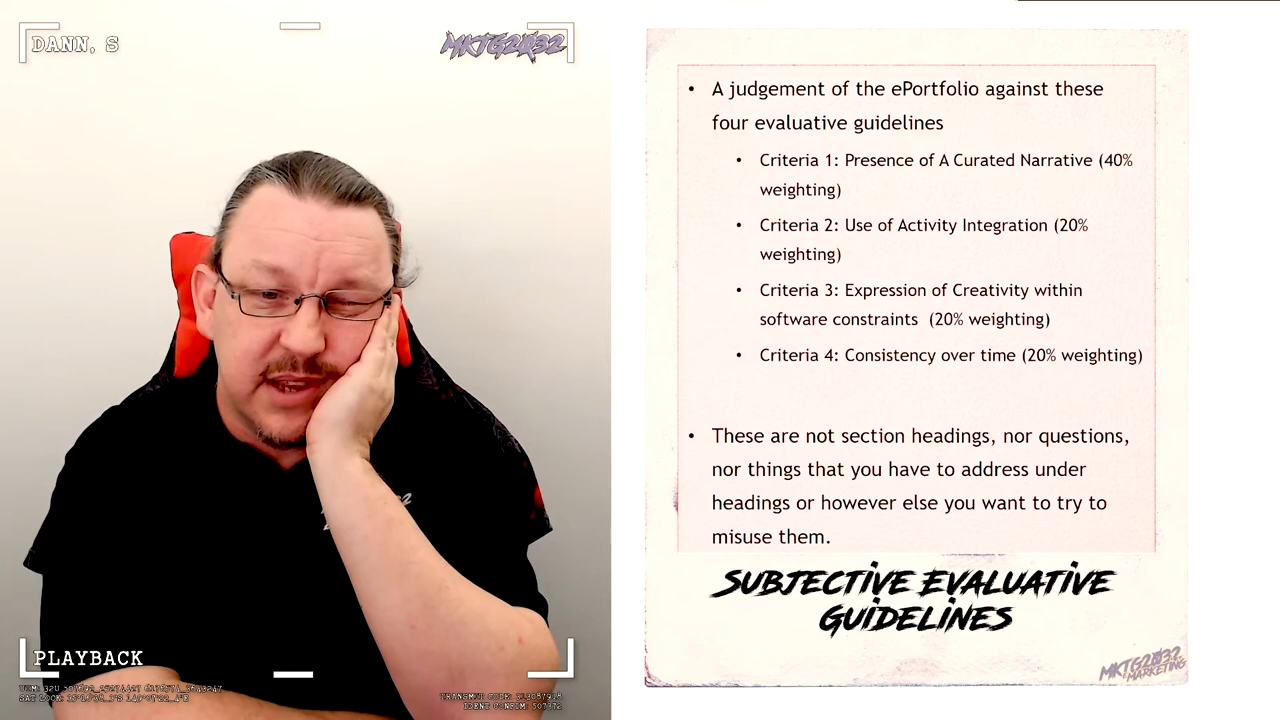 DANN, S
MKTG2032
• A judgement of the ePortfolio against these
four evaluative guidelines
• Criteria 1: Presence of A Curated Narrative (40%
weighting)
• Criteria 2: Use of Activity Integration (20%
weighting)
• Criteria 3: Expression of Creativity within
software constraints (20% weighting)
• Criteria 4: Consistency over time (20% weighting)
• These are not section headings, nor questions,
nor things that you have to address under
headings or however else you want to try to
misuse them.
SUBJECTIVE EVALUATIVE
GUIDELINES
PLAYBACK
MKTG2032
MARKETING